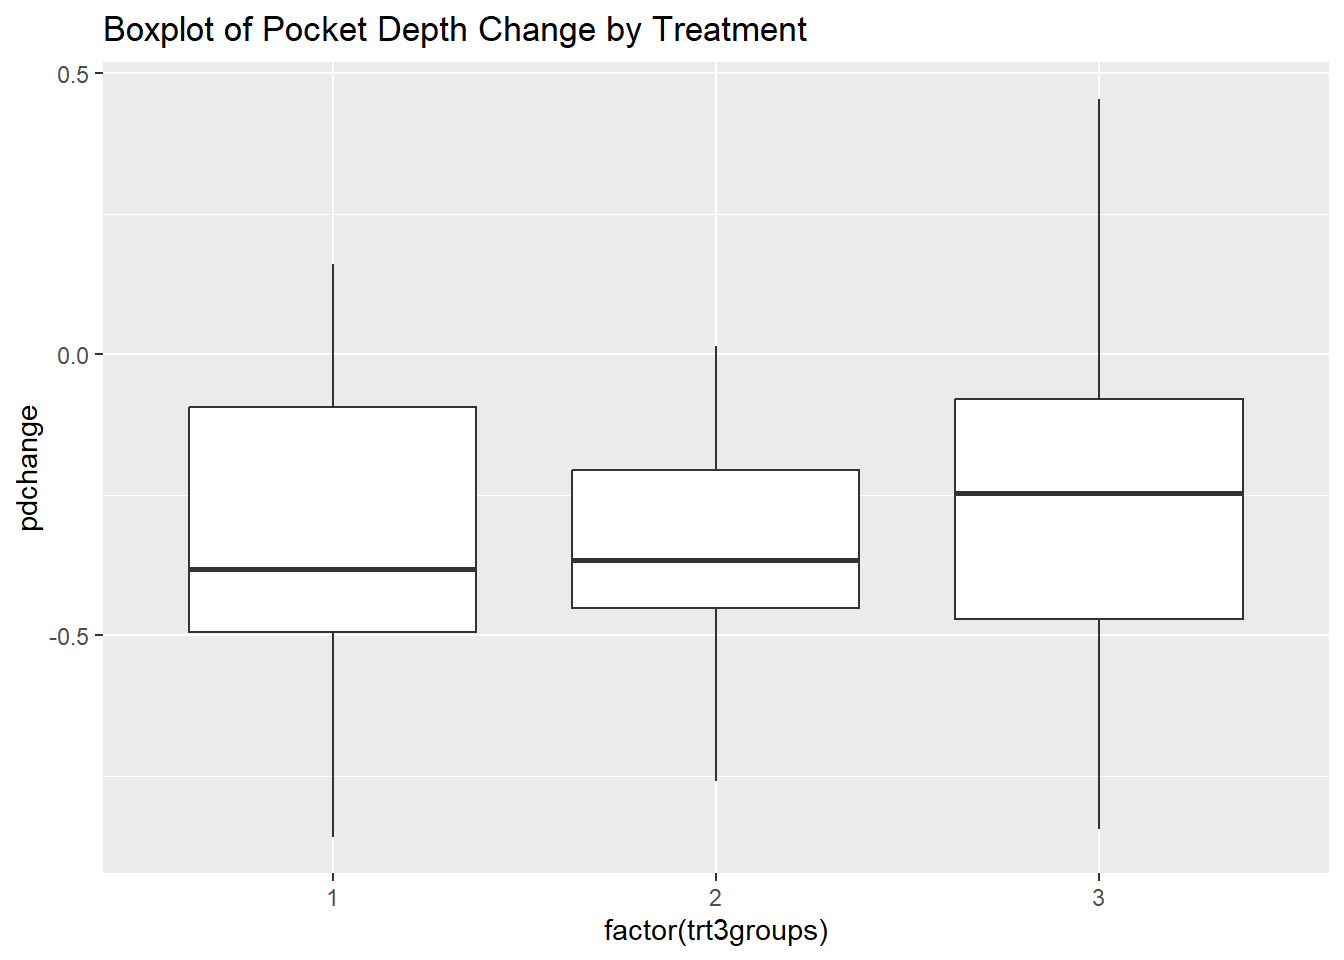 Boxplot of Pocket Depth Change by Treatment
0.5
0.0
-0.5
pdchange
1 2 3
factor(trt3groups)